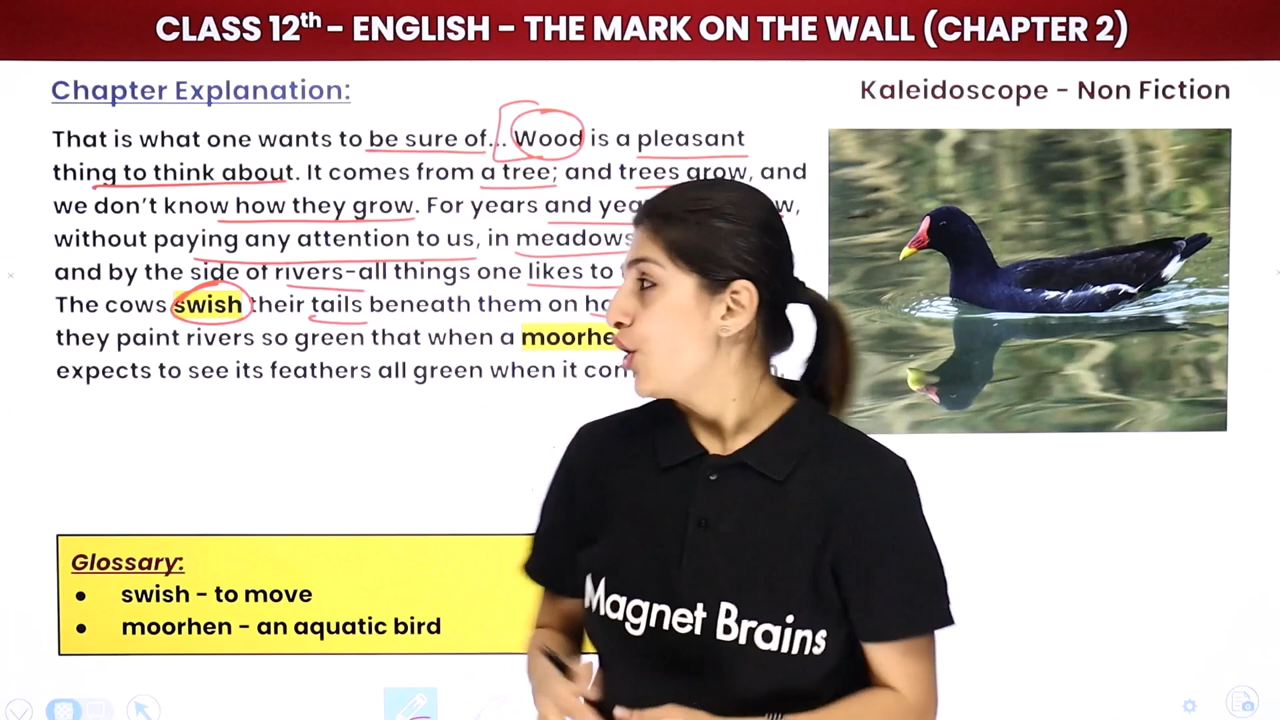 CLASS 12th - ENGLISH - THE MARK ON THE WALL (CHAPTER 2)
Chapter Explanation:
Kaleidoscope - Non Fiction
That is what one wants to be sure of... Wood is a pleasant
thing to think about. It comes from a tree; and trees grow, and
we don't know how they grow. For years and
without paying any attention to us, in meadows
and by the side of rivers-all things one likes to
The cows swish their tails beneath them on
they paint rivers so green that when a
expects to see its feathers all green when it
Glossary:
• swish - to move
• moorhen - an aquatic bird
Magnet Brains